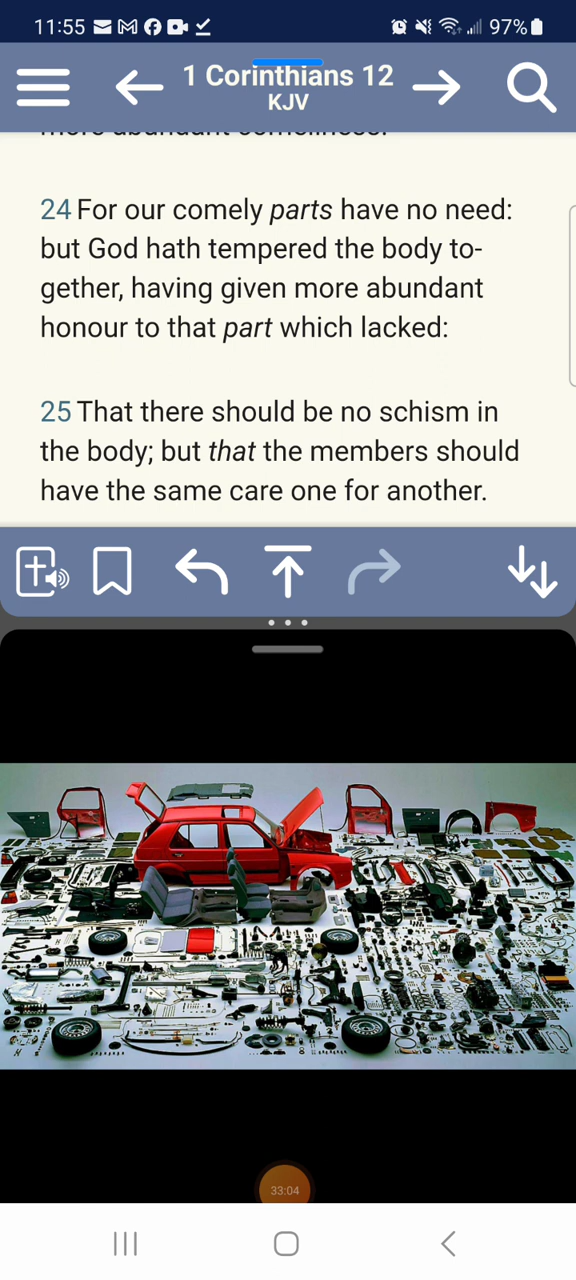 11:55
97%
1 Corinthians 12
KJV
more abundant comeliness.
24 For our comely parts have no need:
but God hath tempered the body to-
gether, having given more abundant
honour to that part which lacked:
25 That there should be no schism in
the body; but that the members should
have the same care one for another.
33:04